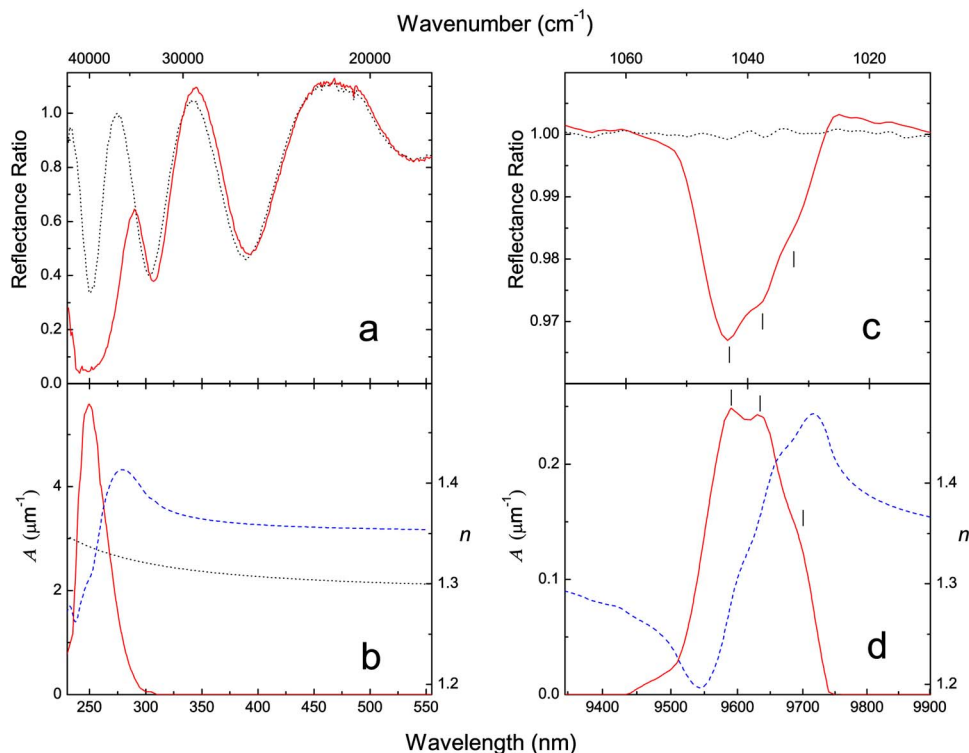 Wavenumber (cm⁻¹)
40000 30000 20000
1060 1040 1020
Reflectance Ratio
1.0
0.8
0.6
0.4
0.2
0.0
a
Reflectance Ratio
1.00
0.99
0.98
0.97
c
A (μm⁻¹)
4
2
0
n
1.4
1.3
1.2
b
250 300 350 400 450 500 550
A (μm⁻¹)
0.2
0.1
0.0
n
1.4
1.3
1.2
d
9400 9500 9600 9700 9800 9900
Wavelength (nm)